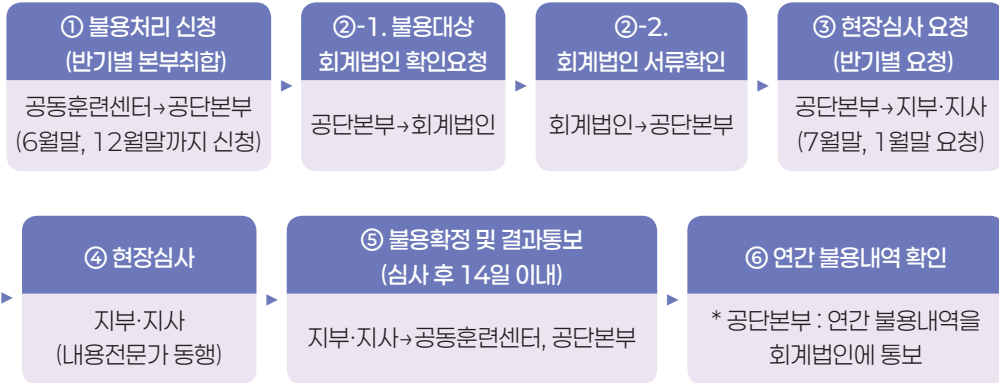 ① 불용처리 신청
(반기별 본부취합)
공동훈련센터→공단본부
(6월말, 12월말까지 신청)
②-1. 불용대상
회계법인 확인요청
공단본부→회계법인
②-2.
회계법인 서류확인
회계법인→공단본부
③ 현장심사 요청
(반기별 요청)
공단본부→지부·지사
(7월말, 1월말 요청)
④ 현장심사
지부·지사
(내용전문가 동행)
⑤ 불용확정 및 결과통보
(심사 후 14일 이내)
지부·지사→공동훈련센터, 공단본부
⑥ 연간 불용내역 확인
* 공단본부 : 연간 불용내역을
회계법인에 통보